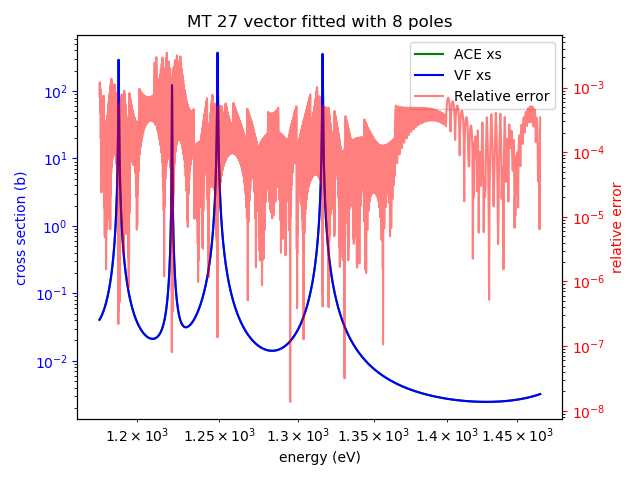 MT 27 vector fitted with 8 poles
ACE xs
VF xs
Relative error
cross section (b)
10²
10¹
10⁰
10⁻¹
10⁻²
relative error
10⁻³
10⁻⁴
10⁻⁵
10⁻⁶
10⁻⁷
10⁻⁸
1.2 × 10³ 1.25 × 10³ 1.3 × 10³ 1.35 × 10³ 1.4 × 10³ 1.45 × 10³
energy (eV)